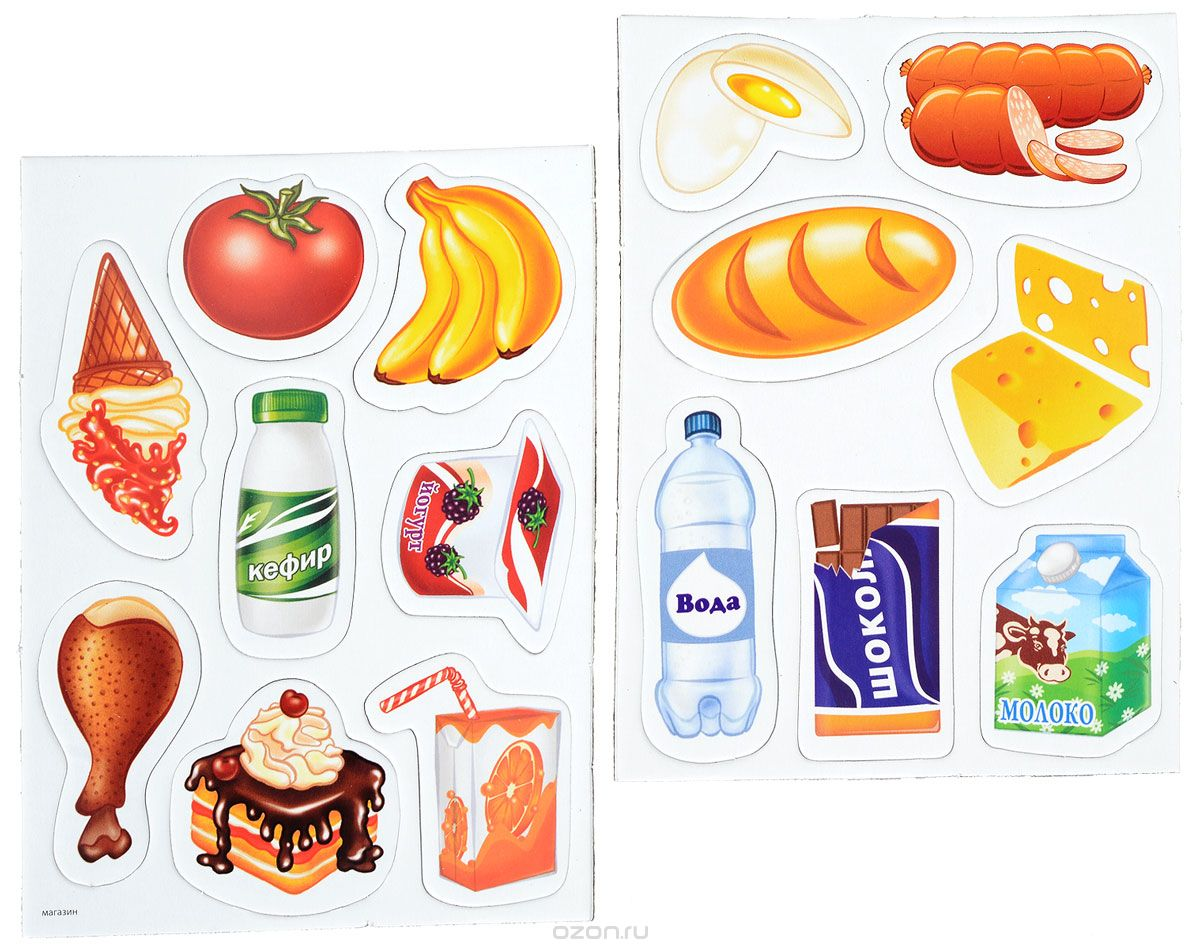 кефир
йогурт
магазин
Вода
ШОКОЛ
МОЛОКО
ozon.ru